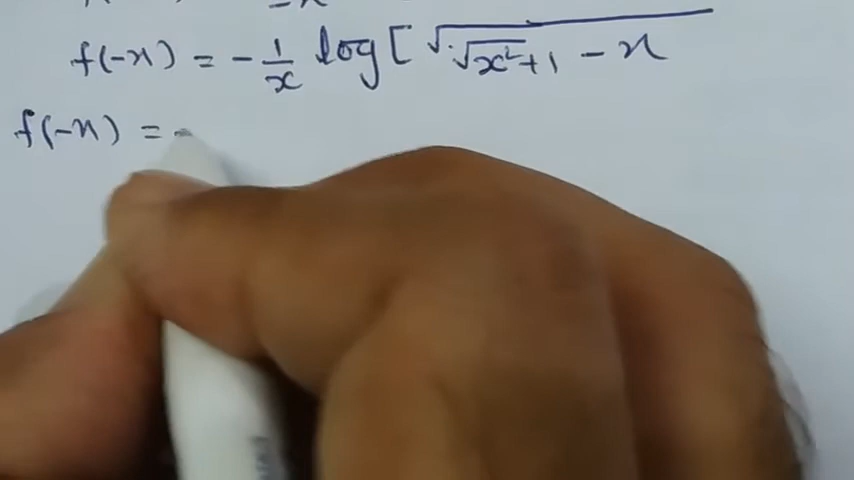 f(-x) = - 1/x log[ √(√(x²+1) - x)
f(-x) = -